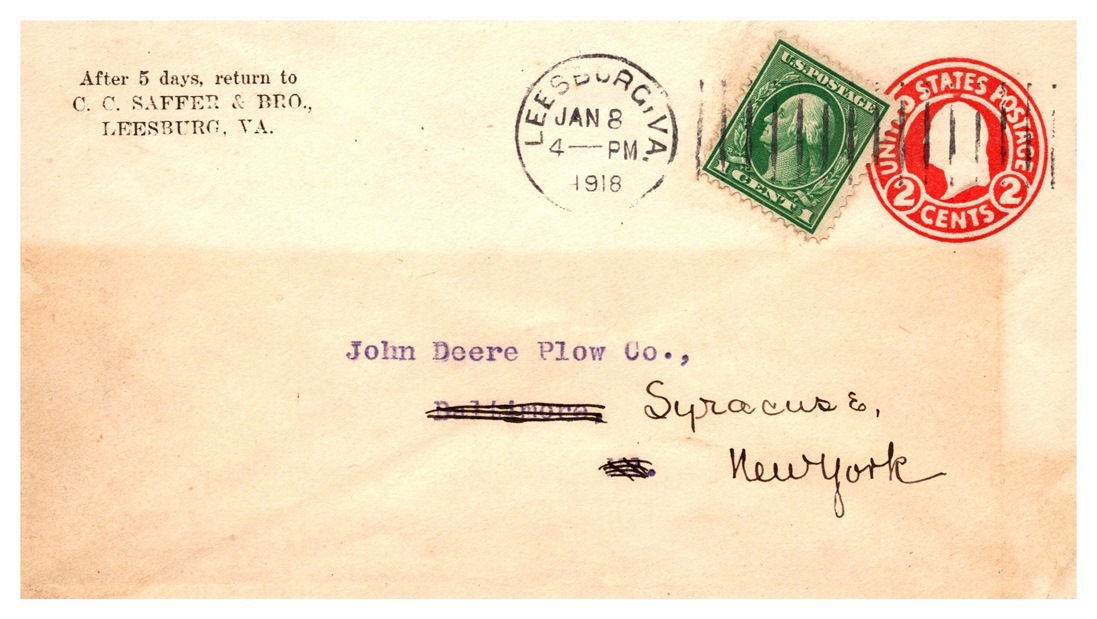 After 5 days, return to
C. C. SAFFER & BRO.,
LEESBURG, VA.
LEESBURG, VA.
JAN 8
4 — PM
1918
U.S. POSTAGE
1 CENT 1
UNITED STATES POSTAGE
2 CENTS 2
John Deere Plow Co.,
Baltimore, Syracuse,
New York